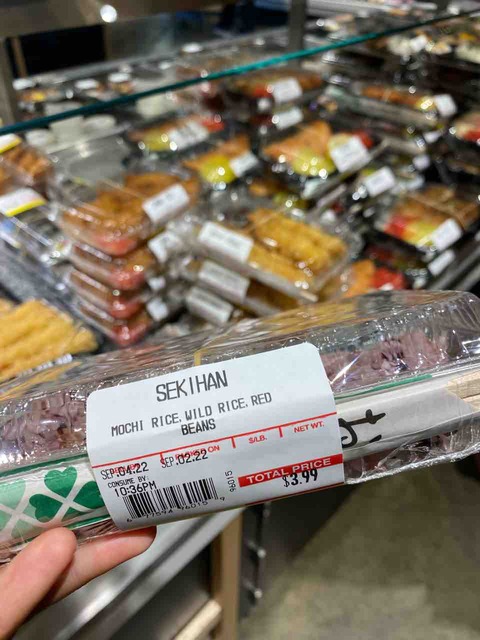 SEKIHAN
MOCHI RICE, WILD RICE, RED
BEANS
$/LB.
NET WT.
SEP.04.22
SEP.02.22
CONSUME BY
10:36PM
TOTAL PRICE
$3.99
96015